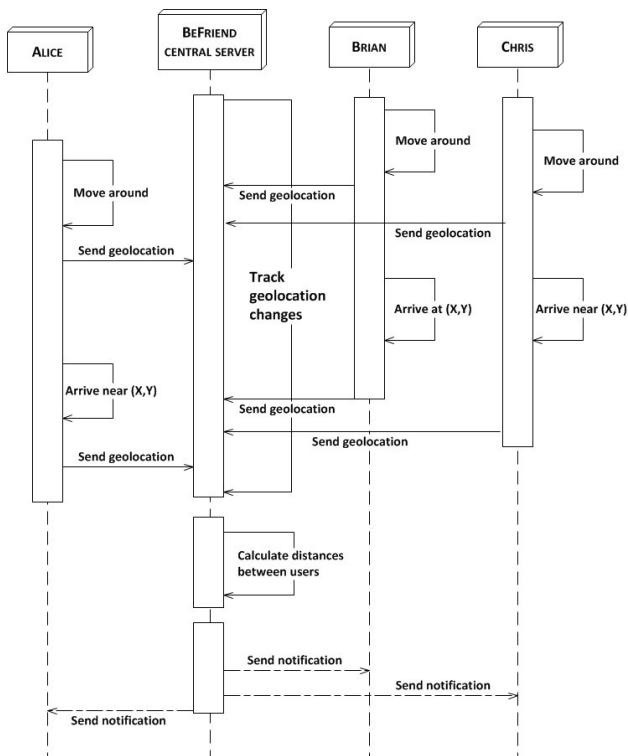 ALICE
BEFRIEND
CENTRAL SERVER
BRIAN
CHRIS
Move around
Move around
Move around
Send geolocation
Send geolocation
Send geolocation
Track
geolocation
changes
Arrive at (X,Y)
Arrive near (X,Y)
Arrive near (X,Y)
Send geolocation
Send geolocation
Send geolocation
Calculate distances
between users
Send notification
Send notification
Send notification